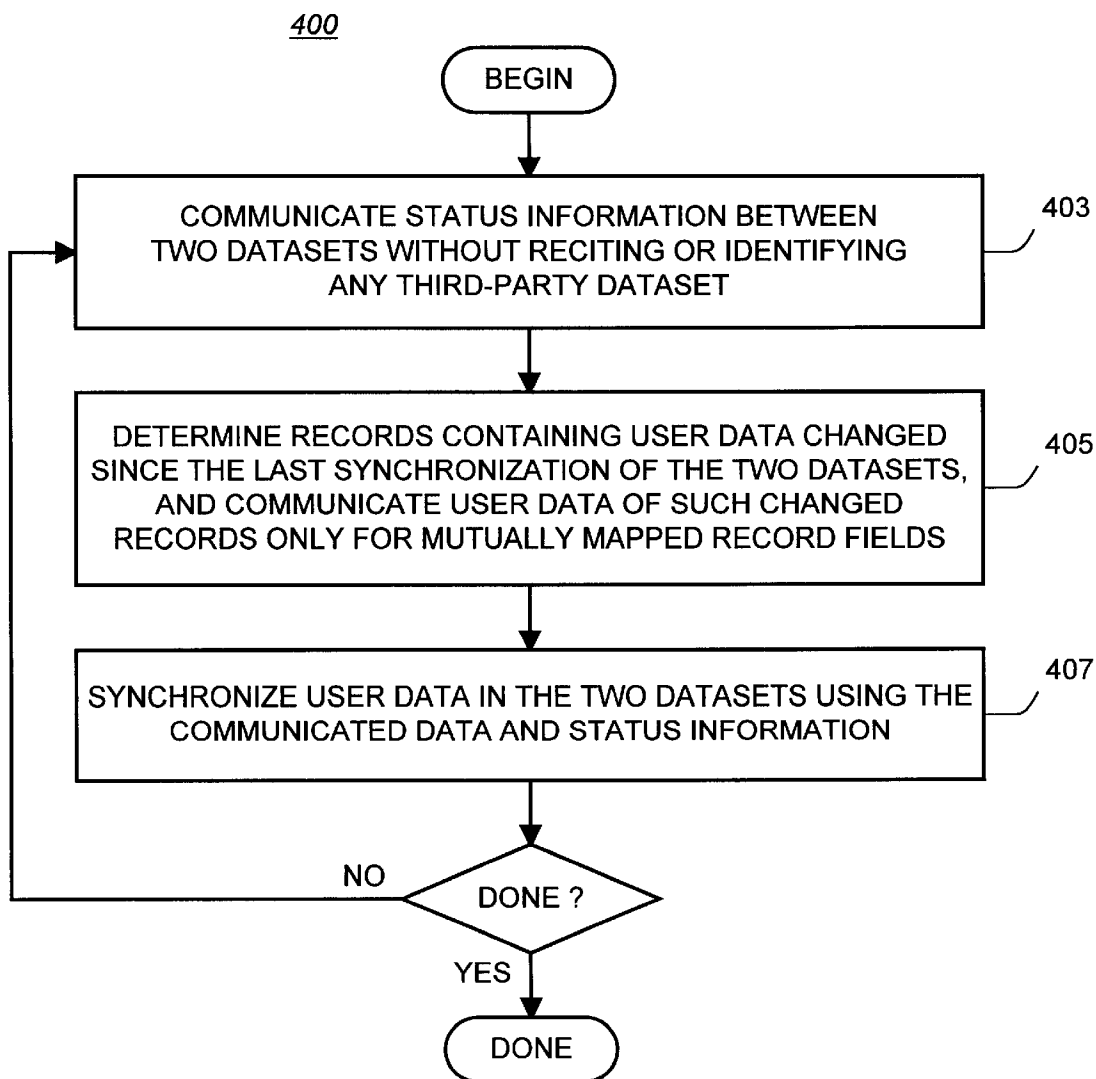 400
BEGIN
COMMUNICATE STATUS INFORMATION BETWEEN
TWO DATASETS WITHOUT RECITING OR IDENTIFYING
ANY THIRD-PARTY DATASET
403
DETERMINE RECORDS CONTAINING USER DATA CHANGED
SINCE THE LAST SYNCHRONIZATION OF THE TWO DATASETS,
AND COMMUNICATE USER DATA OF SUCH CHANGED
RECORDS ONLY FOR MUTUALLY MAPPED RECORD FIELDS
405
SYNCHRONIZE USER DATA IN THE TWO DATASETS USING THE
COMMUNICATED DATA AND STATUS INFORMATION
407
DONE ?
NO
YES
DONE